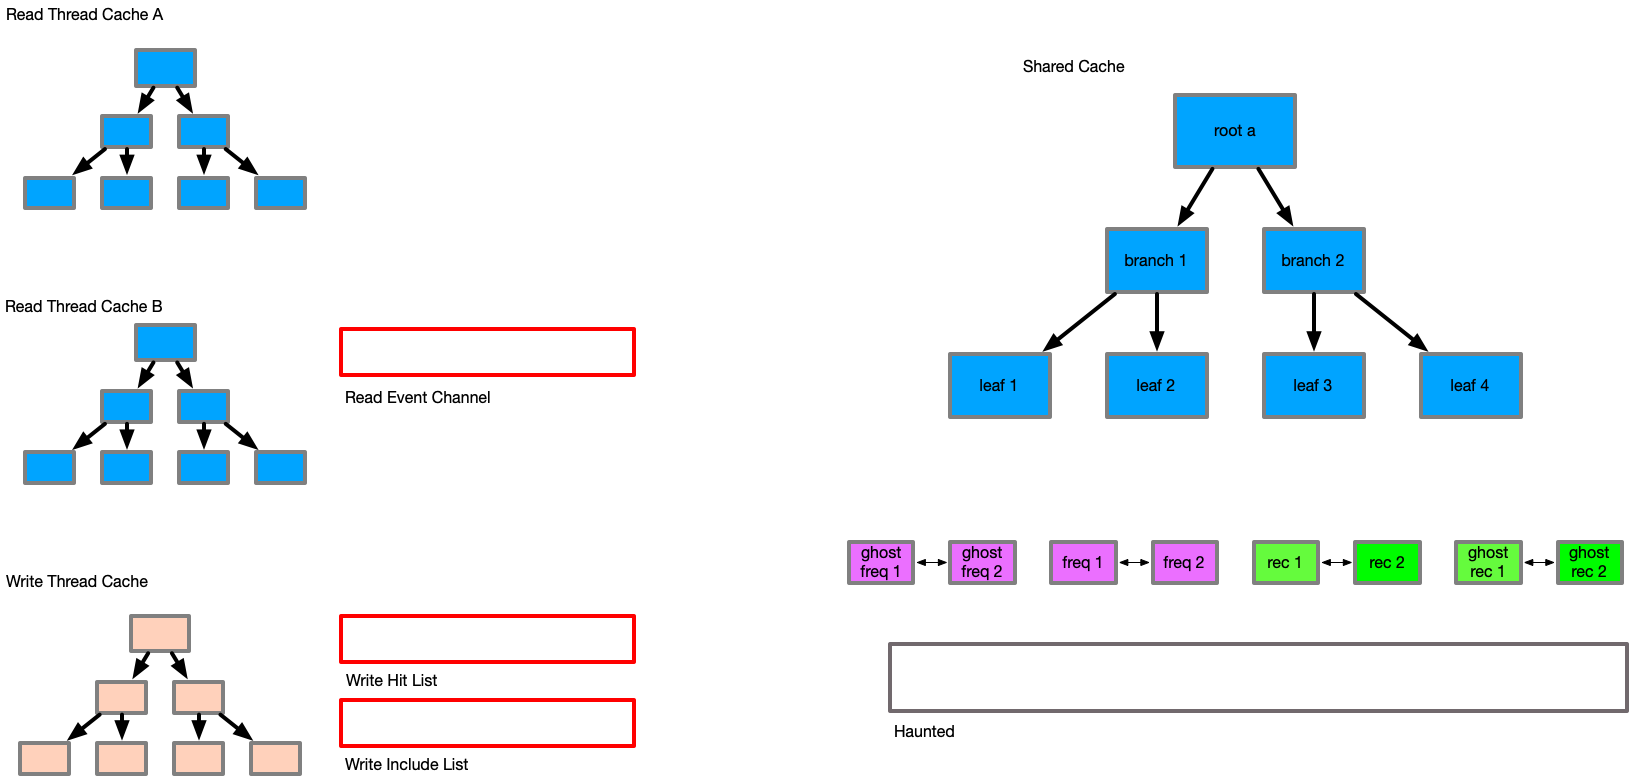 Read Thread Cache A
Shared Cache
root a
branch 1
branch 2
leaf 1
leaf 2
leaf 3
leaf 4
Read Thread Cache B
Read Event Channel
ghost
freq 1
ghost
freq 2
freq 1
freq 2
rec 1
rec 2
ghost
rec 1
ghost
rec 2
Write Thread Cache
Write Hit List
Write Include List
Haunted